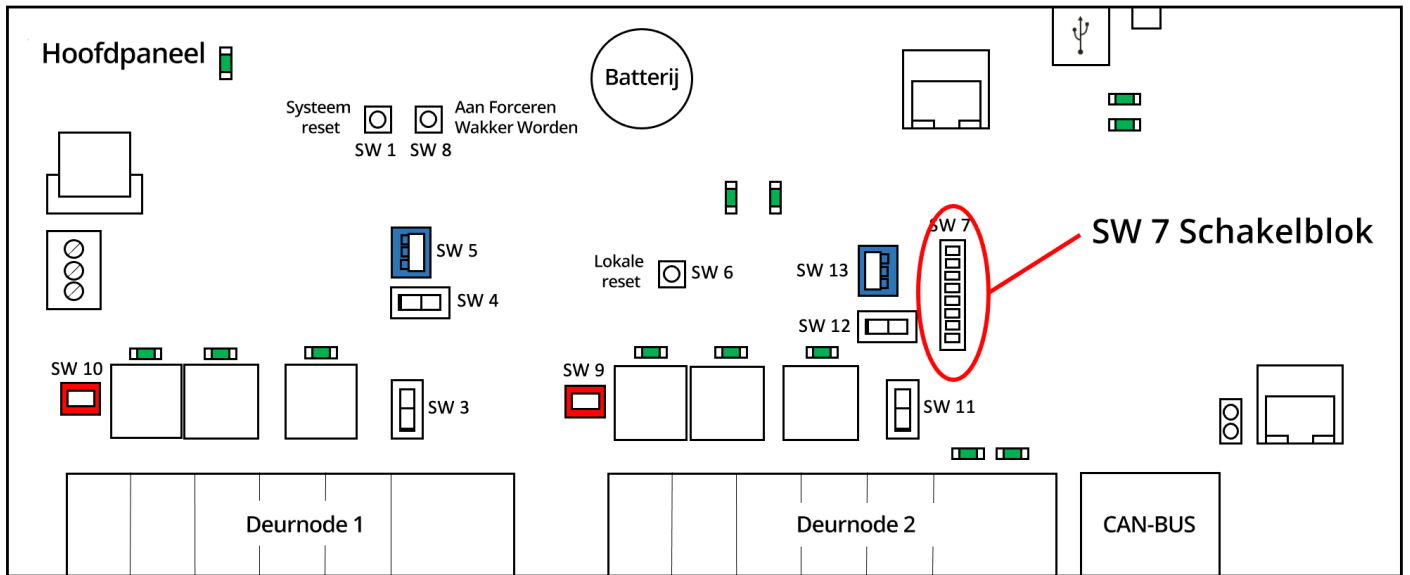 Hoofdpaneel
Batterij
Systeem
reset
Aan Forceren
Wakker Worden
SW 1
SW 8
SW 7
SW 7 Schakelblok
SW 5
Lokale
reset
SW 6
SW 13
SW 4
SW 12
SW 10
SW 9
SW 3
SW 11
Deurnode 1
Deurnode 2
CAN-BUS